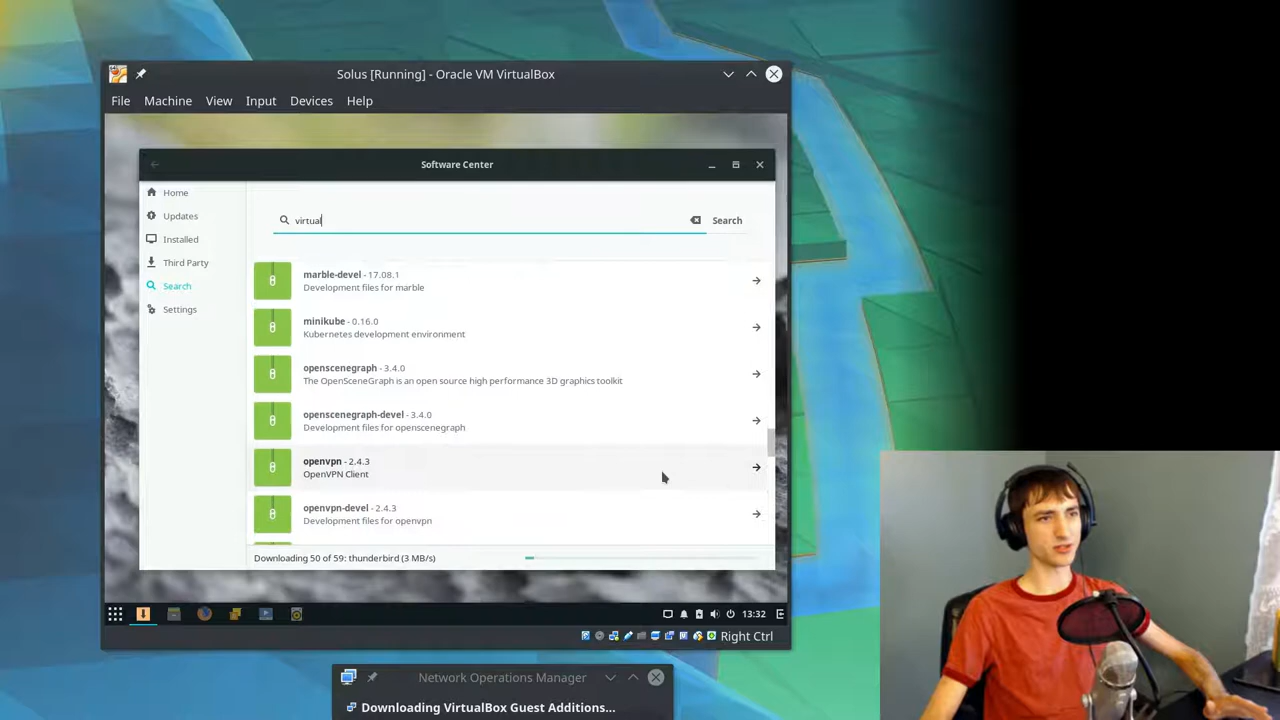 Solus [Running] - Oracle VM VirtualBox
File Machine View Input Devices Help
Software Center
Home
Updates
Installed
Third Party
Search
Settings
virtual
Search
marble-devel - 17.08.1
Development files for marble
minikube - 0.16.0
Kubernetes development environment
openscenegraph - 3.4.0
The OpenSceneGraph is an open source high performance 3D graphics toolkit
openscenegraph-devel - 3.4.0
Development files for openscenegraph
openvpn - 2.4.3
OpenVPN Client
openvpn-devel - 2.4.3
Development files for openvpn
Downloading 50 of 59: thunderbird (3 MB/s)
13:32
Right Ctrl
Network Operations Manager
Downloading VirtualBox Guest Additions...